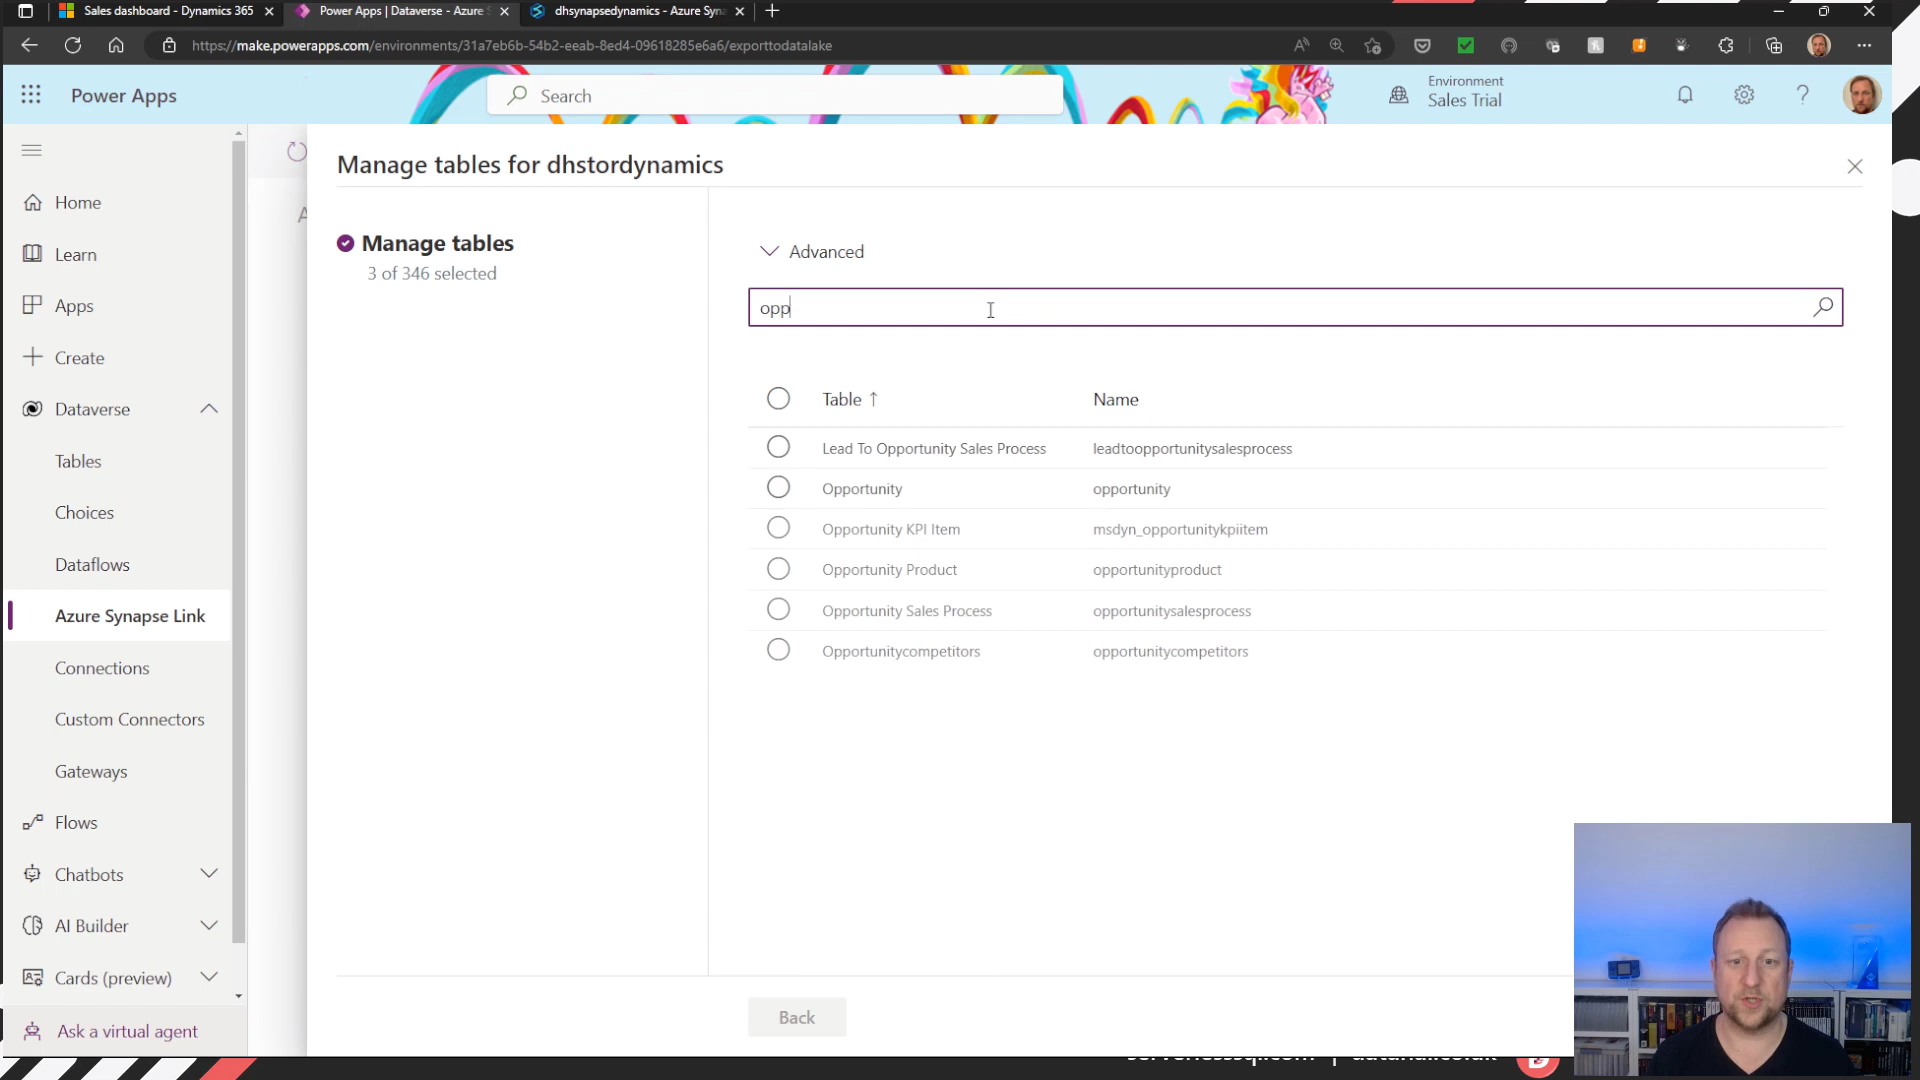 Sales dashboard - Dynamics 365
Power Apps | Dataverse - Azure S
dhsynapsedynamics - Azure Syna
https://make.powerapps.com/environments/31a7eb6b-54b2-eeab-8ed4-09618285e6a6/exporttodatalake
Power Apps
Search
Environment
Sales Trial
Home
Learn
Apps
Create
Dataverse
Tables
Choices
Dataflows
Azure Synapse Link
Connections
Custom Connectors
Gateways
Flows
Chatbots
AI Builder
Cards (preview)
Ask a virtual agent
Manage tables for dhstordynamics
Manage tables
3 of 346 selected
Advanced
opp
Table ↑ Name
Lead To Opportunity Sales Process leadtoopportunitysalesprocess
Opportunity opportunity
Opportunity KPI Item msdyn_opportunitykpiitem
Opportunity Product opportunityproduct
Opportunity Sales Process opportunitysalesprocess
Opportunitycompetitors opportunitycompetitors
Back